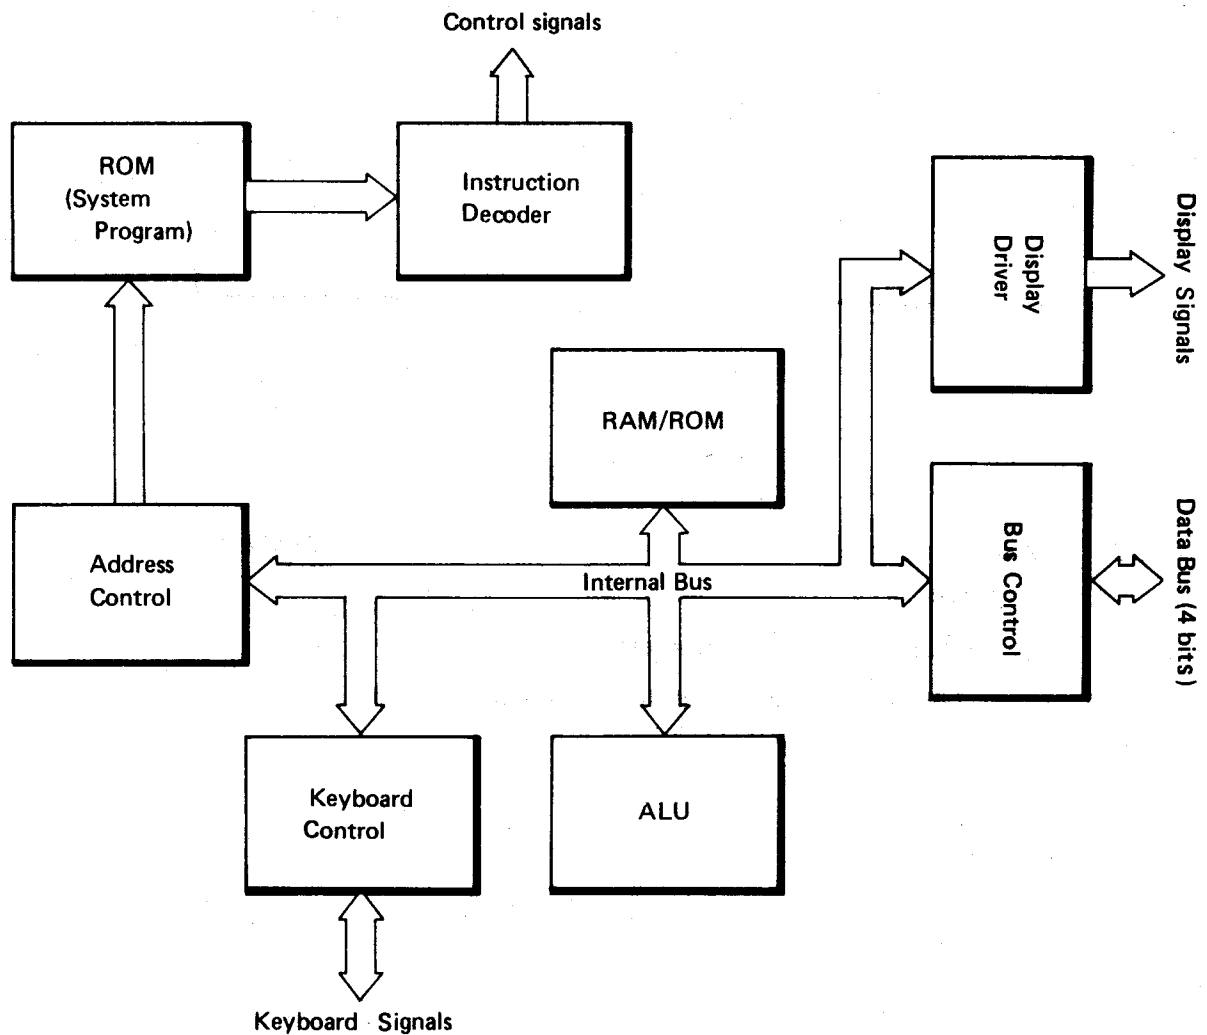 Control signals
ROM
(System
Program)
Instruction
Decoder
Display
Driver
Display Signals
RAM/ROM
Address
Control
Internal Bus
Bus Control
Data Bus (4 bits)
Keyboard
Control
ALU
Keyboard Signals